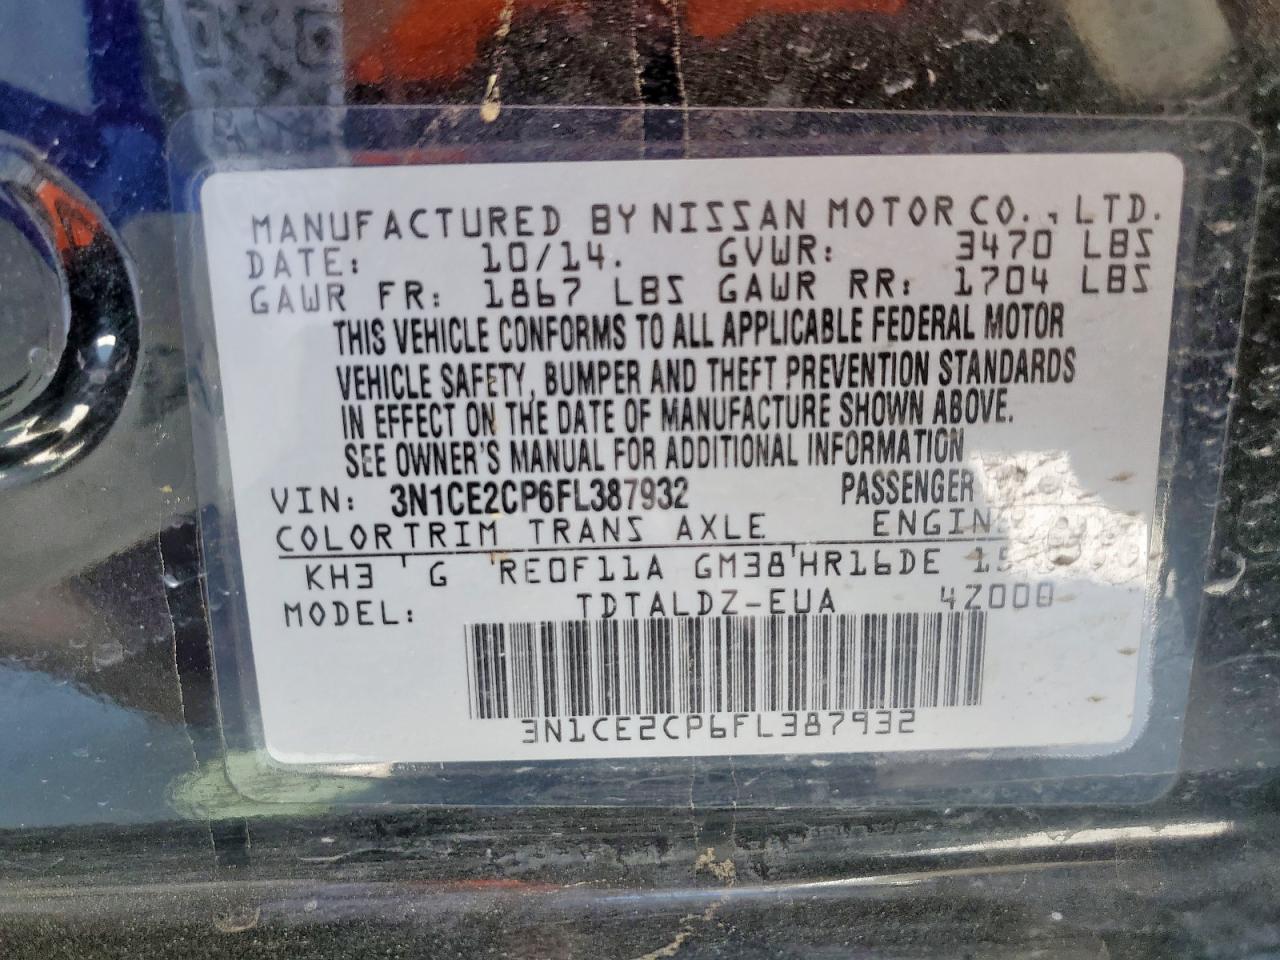 MANUFACTURED BY NISSAN MOTOR CO., LTD.
DATE: 10/14. GVWR: 3470 LBS
GAWR FR: 1867 LBS GAWR RR: 1704 LBS
THIS VEHICLE CONFORMS TO ALL APPLICABLE FEDERAL MOTOR
VEHICLE SAFETY, BUMPER AND THEFT PREVENTION STANDARDS
IN EFFECT ON THE DATE OF MANUFACTURE SHOWN ABOVE.
SEE OWNER'S MANUAL FOR ADDITIONAL INFORMATION
VIN: 3N1CE2CP6FL387932 PASSENGER
COLOR TRIM TRANS AXLE
KH3 G RE0F11A GM38 HR16DE
MODEL: TDTALDZ-EUA 4Z000
3N1CE2CP6FL387932